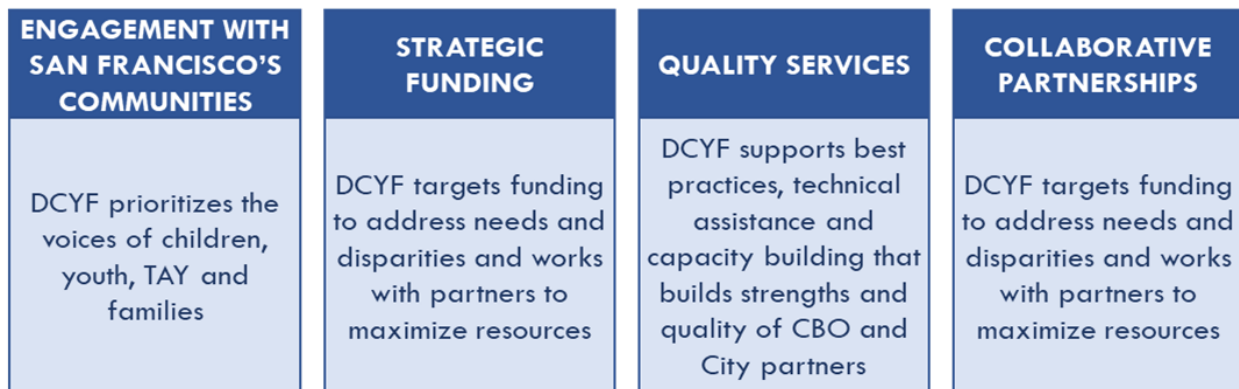 ENGAGEMENT WITH
SAN FRANCISCO'S
COMMUNITIES
DCYF prioritizes the
voices of children,
youth, TAY and
families
STRATEGIC
FUNDING
DCYF targets funding
to address needs and
disparities and works
with partners to
maximize resources
QUALITY SERVICES
DCYF supports best
practices, technical
assistance and
capacity building that
builds strengths and
quality of CBO and
City partners
COLLABORATIVE
PARTNERSHIPS
DCYF targets funding
to address needs and
disparities and works
with partners to
maximize resources